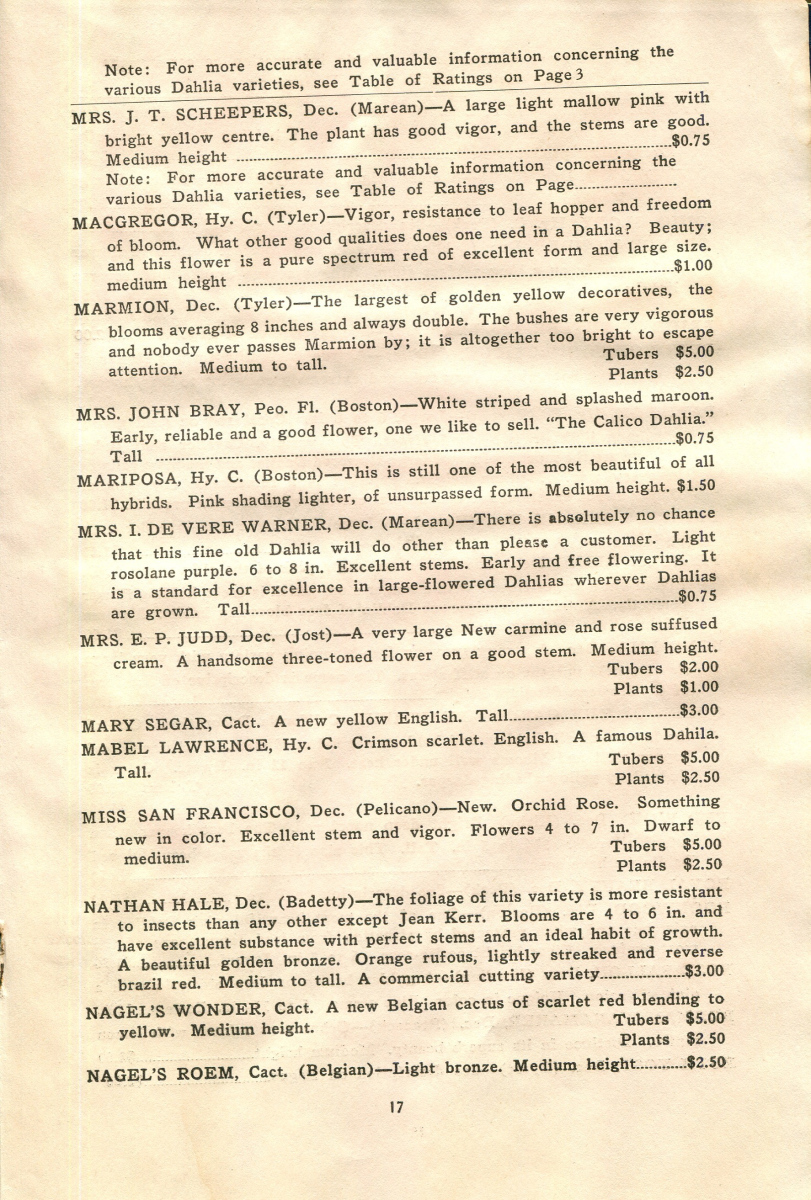 Note: For more accurate and valuable information concerning the
various Dahlia varieties, see Table of Ratings on Page 3
MRS. J. T. SCHEEPERS, Dec. (Marean)—A large light mallow pink with
bright yellow centre. The plant has good vigor, and the stems are good.
Medium height ........................$0.75
Note: For more accurate and valuable information concerning the
various Dahlia varieties, see Table of Ratings on Page........................
MACGREGOR, Hy. C. (Tyler)—Vigor, resistance to leaf hopper and freedom
of bloom. What other good qualities does one need in a Dahlia? Beauty;
and this flower is a pure spectrum red of excellent form and large size.
medium height ........................$1.00
MARMION, Dec. (Tyler)—The largest of golden yellow decoratives, the
blooms averaging 8 inches and always double. The bushes are very vigorous
and nobody ever passes Marmion by; it is altogether too bright to escape
attention. Medium to tall. Tubers $5.00
Plants $2.50
MRS. JOHN BRAY, Peo. Fl. (Boston)—White striped and splashed maroon.
Early, reliable and a good flower, one we like to sell. "The Calico Dahlia."
Tall ........................$0.75
MARIPOSA, Hy. C. (Boston)—This is still one of the most beautiful of all
hybrids. Pink shading lighter, of unsurpassed form. Medium height. $1.50
MRS. I. DE VERE WARNER, Dec. (Marean)—There is absolutely no chance
that this fine old Dahlia will do other than please a customer. Light
rosolane purple. 6 to 8 in. Excellent stems. Early and free flowering. It
is a standard for excellence in large-flowered Dahlias wherever Dahlias
are grown. Tall........................$0.75
MRS. E. P. JUDD, Dec. (Jost)—A very large New carmine and rose suffused
cream. A handsome three-toned flower on a good stem. Medium height.
Tubers $2.00
Plants $1.00
MARY SEGAR, Cact. A new yellow English. Tall........................$3.00
MABEL LAWRENCE, Hy. C. Crimson scarlet. English. A famous Dahila.
Tall. Tubers $5.00
Plants $2.50
MISS SAN FRANCISCO, Dec. (Pelicano)—New. Orchid Rose. Something
new in color. Excellent stem and vigor. Flowers 4 to 7 in. Dwarf to
medium. Tubers $5.00
Plants $2.50
NATHAN HALE, Dec. (Badetty)—The foliage of this variety is more resistant
to insects than any other except Jean Kerr. Blooms are 4 to 6 in. and
have excellent substance with perfect stems and an ideal habit of growth.
A beautiful golden bronze. Orange rufous, lightly streaked and reverse
brazil red. Medium to tall. A commercial cutting variety....................$3.00
NAGEL'S WONDER, Cact. A new Belgian cactus of scarlet red blending to
yellow. Medium height. Tubers $5.00
Plants $2.50
NAGEL'S ROEM, Cact. (Belgian)—Light bronze. Medium height............$2.50
17